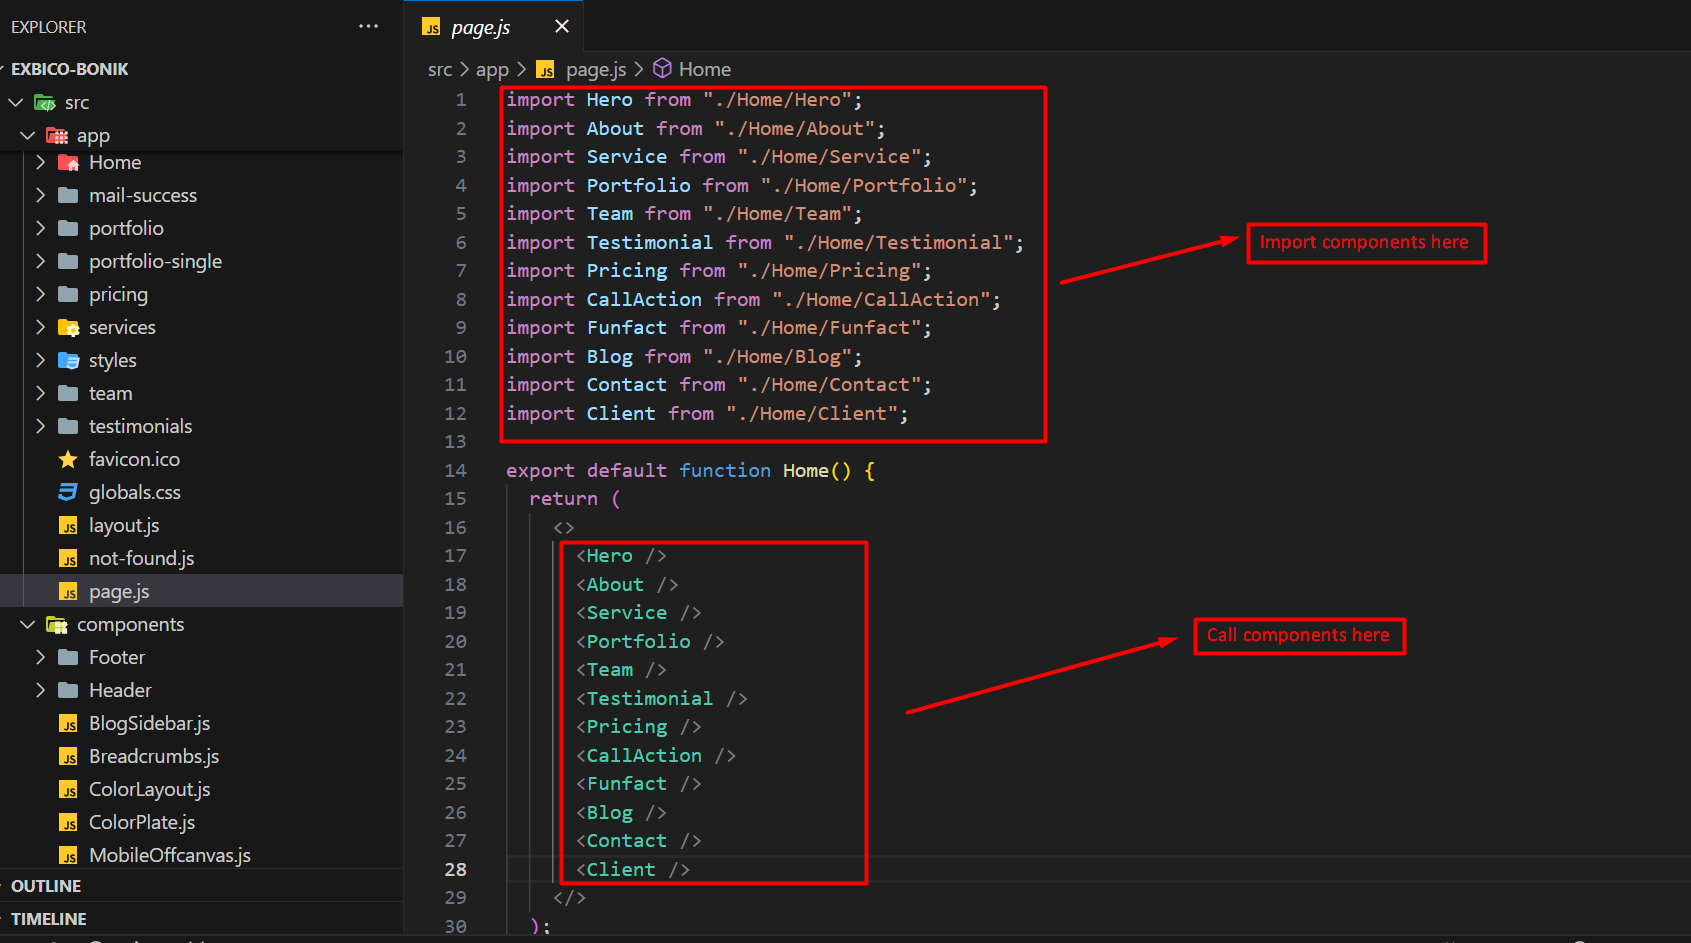 EXPLORER
EXBICO-BONIK
src
app
Home
mail-success
portfolio
portfolio-single
pricing
services
styles
team
testimonials
favicon.ico
globals.css
layout.js
not-found.js
page.js
components
Footer
Header
BlogSidebar.js
Breadcrumbs.js
ColorLayout.js
ColorPlate.js
MobileOffcanvas.js
OUTLINE
TIMELINE
JS page.js
src > app > JS page.js > Home
1 import Hero from "./Home/Hero";
2 import About from "./Home/About";
3 import Service from "./Home/Service";
4 import Portfolio from "./Home/Portfolio";
5 import Team from "./Home/Team";
6 import Testimonial from "./Home/Testimonial";
7 import Pricing from "./Home/Pricing";
8 import CallAction from "./Home/CallAction";
9 import Funfact from "./Home/Funfact";
10 import Blog from "./Home/Blog";
11 import Contact from "./Home/Contact";
12 import Client from "./Home/Client";
13
14 export default function Home() {
15 return (
16 <>
17 <Hero />
18 <About />
19 <Service />
20 <Portfolio />
21 <Team />
22 <Testimonial />
23 <Pricing />
24 <CallAction />
25 <Funfact />
26 <Blog />
27 <Contact />
28 <Client />
29 </>
30 );
Import components here
Call components here